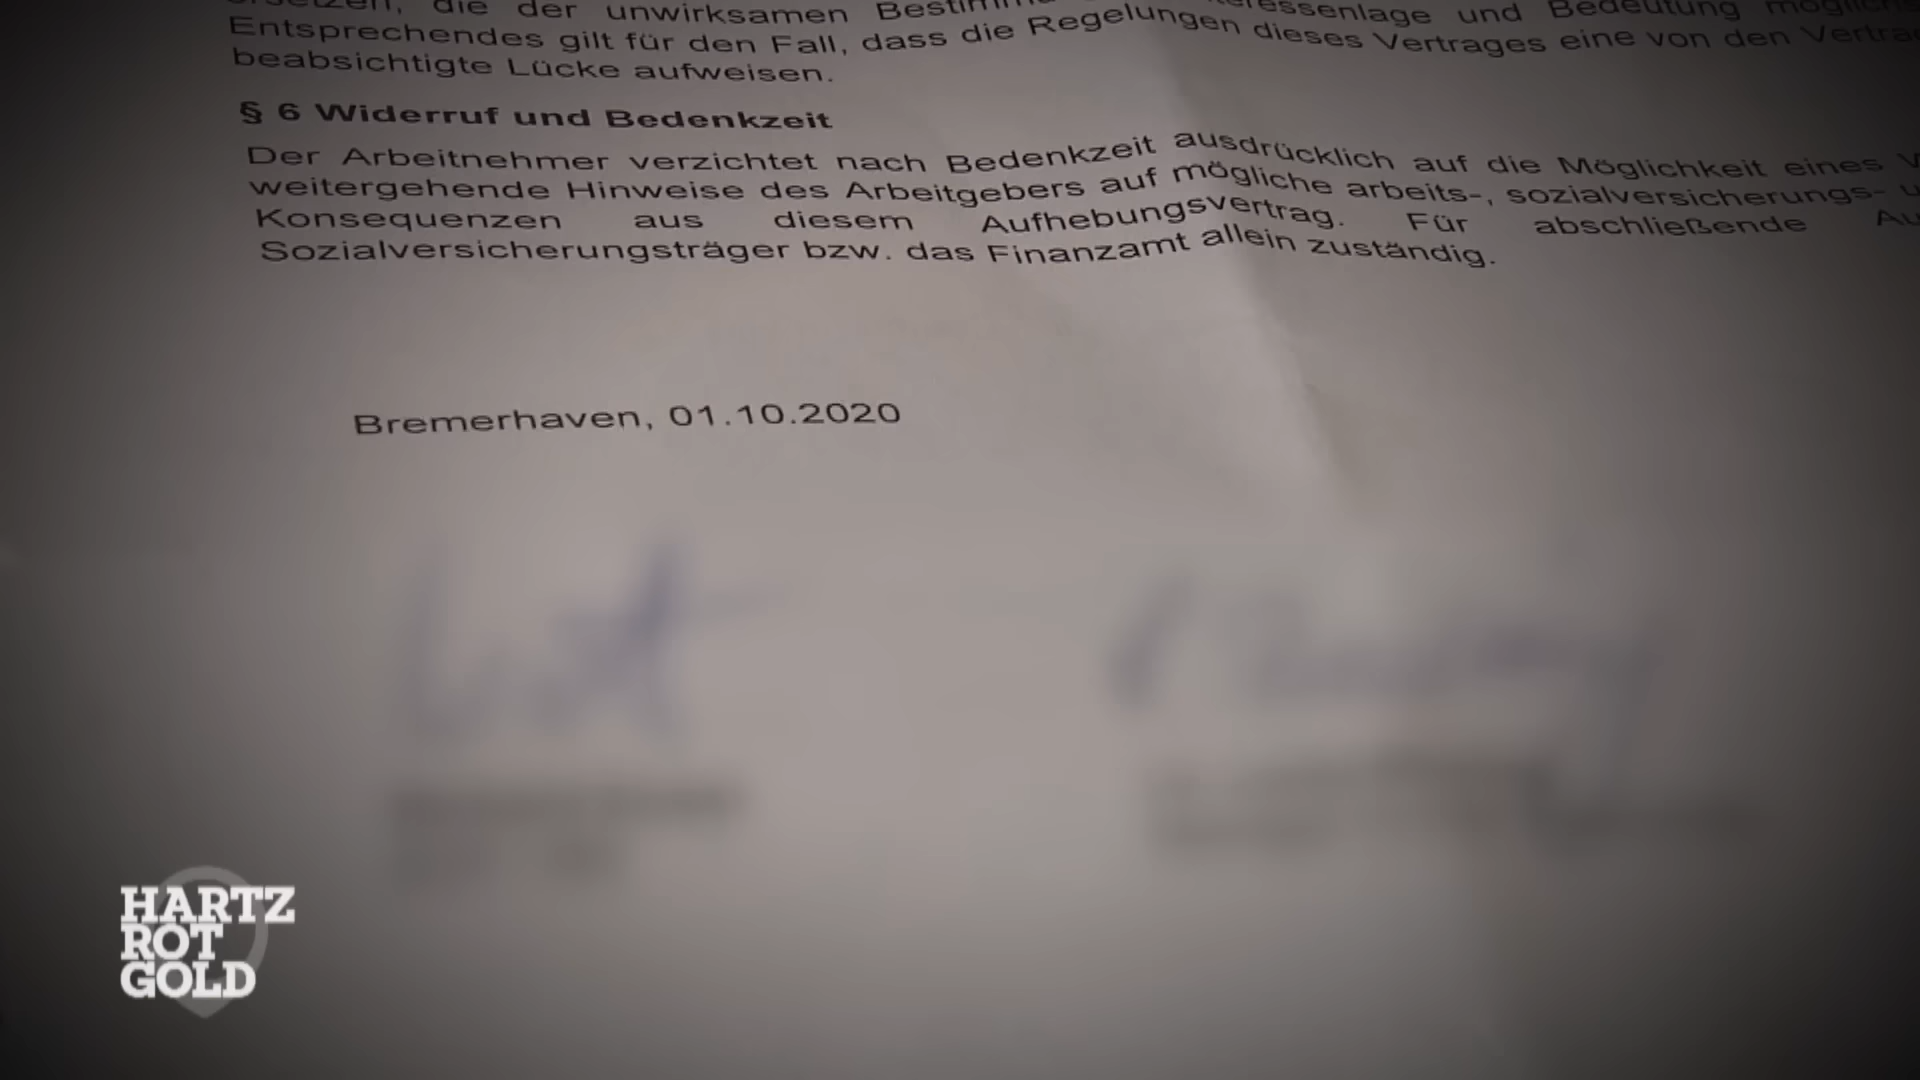 die der unwirksamen
Entsprechendes gilt für den Fall, dass die Regelungen dieses Vertrages eine von den
beabsichtigte Lücke aufweisen.
§ 6 Widerruf und Bedenkzeit
Der Arbeitnehmer verzichtet nach Bedenkzeit ausdrücklich auf die Möglichkeit eines
weitergehende Hinweise des Arbeitgebers auf mögliche arbeits-, sozialversicherungs-
Konsequenzen aus diesem Aufhebungsvertrag. Für abschließende
Sozialversicherungsträger bzw. das Finanzamt allein zuständig.
Bremerhaven, 01.10.2020
HARTZ
ROT
GOLD